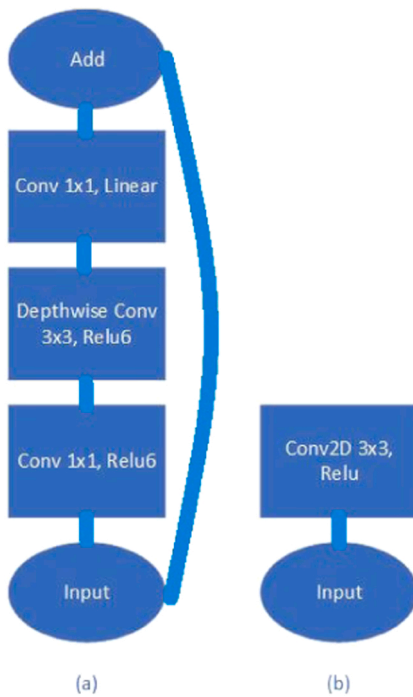 Add
Conv 1x1, Linear
Depthwise Conv
3x3, Relu6
Conv 1x1, Relu6
Input
(a)
Conv2D 3x3,
Relu
Input
(b)